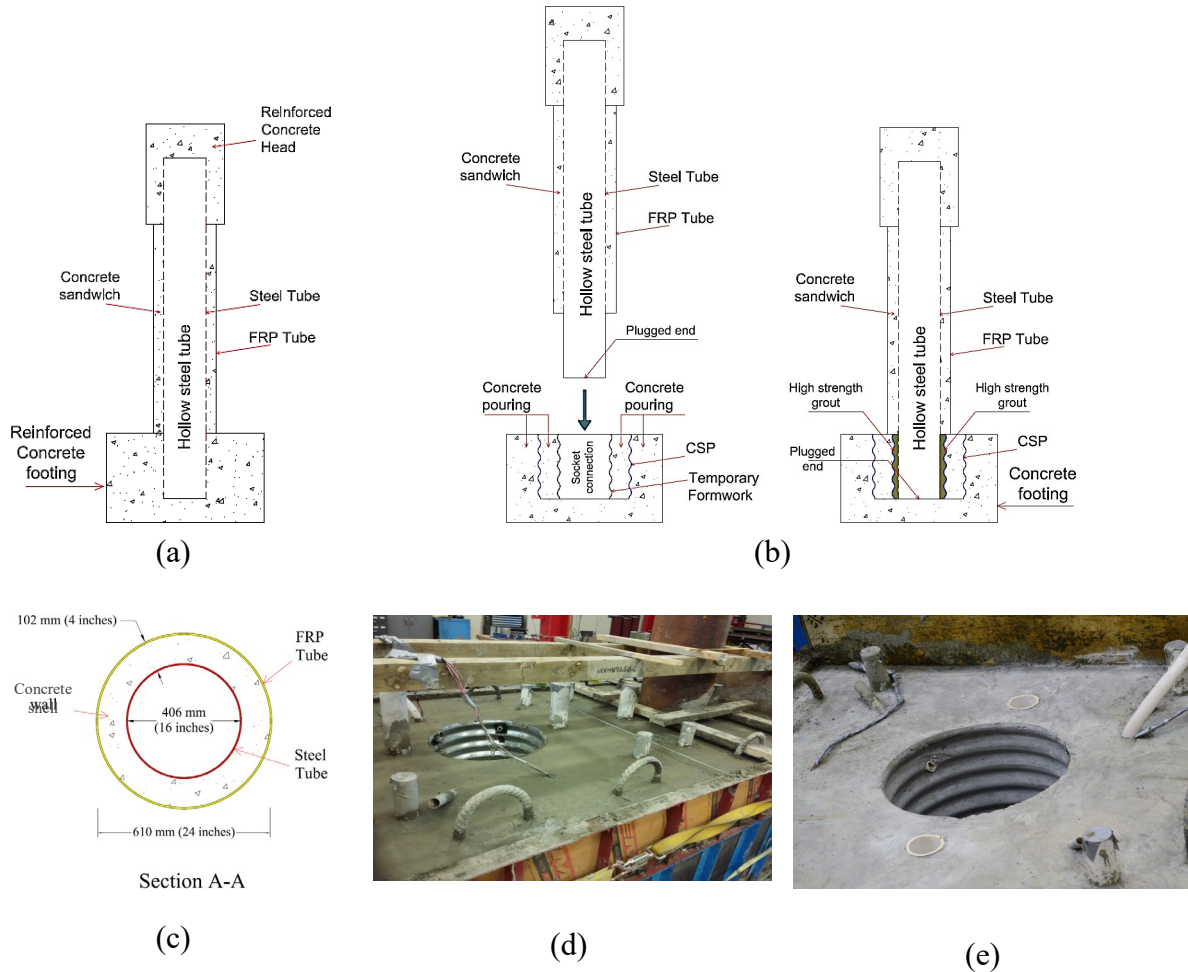 Reinforced
Concrete
Head
Concrete
sandwich
Steel Tube
FRP Tube
Hollow steel tube
Reinforced
Concrete
footing
(a)
Concrete
sandwich
Steel Tube
FRP Tube
Hollow steel tube
Plugged end
Concrete
pouring
Concrete
pouring
Socket
connection
CSP
Temporary
Formwork
Concrete
sandwich
Steel Tube
FRP Tube
Hollow steel tube
High strength
grout
High strength
grout
Plugged
end
CSP
Concrete
footing
(b)
102 mm (4 inches)
FRP
Tube
Concrete
wall
shell
406 mm
(16 inches)
Steel
Tube
610 mm (24 inches)
Section A-A
(c)
(d)
(e)